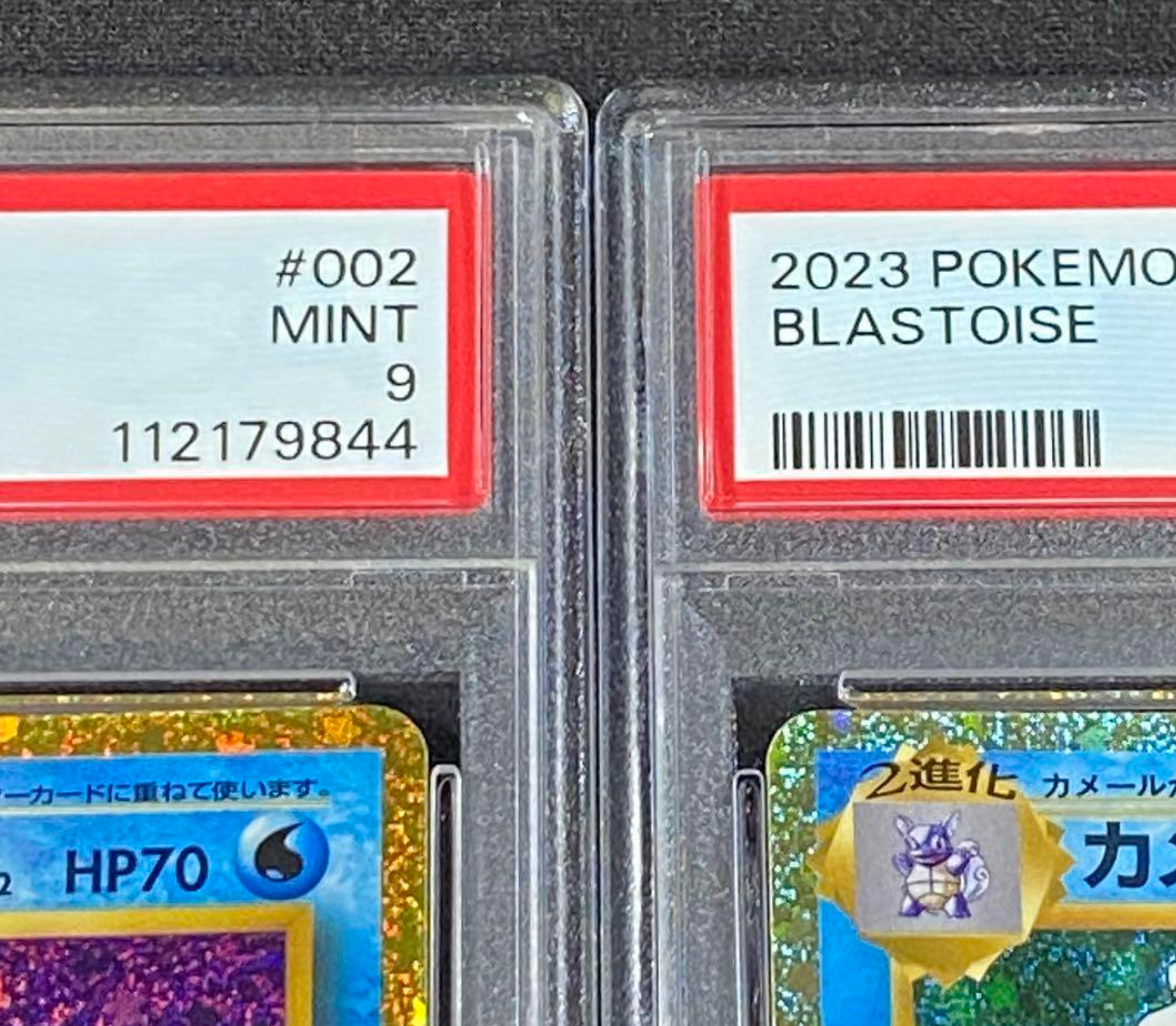 #002
MINT
9
112179844
ーカードに重ねて使います。
HP70
2023 POKEMO
BLASTOISE
2進化 カメール
カメ